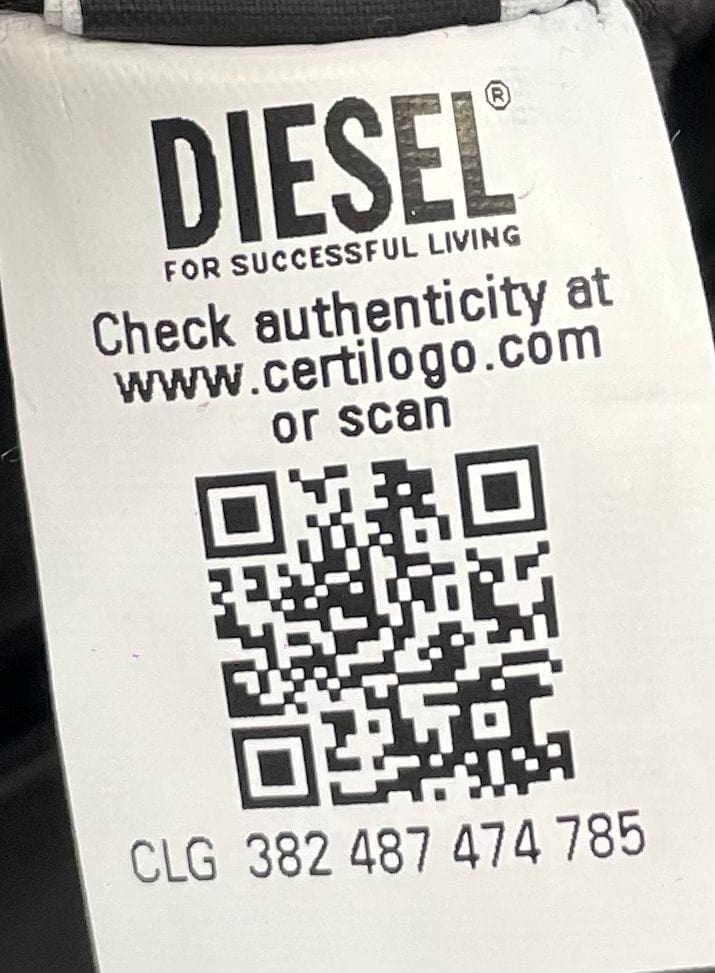 DIESEL®
FOR SUCCESSFUL LIVING
Check authenticity at
www.certilogo.com
or scan
CLG 382 487 474 785